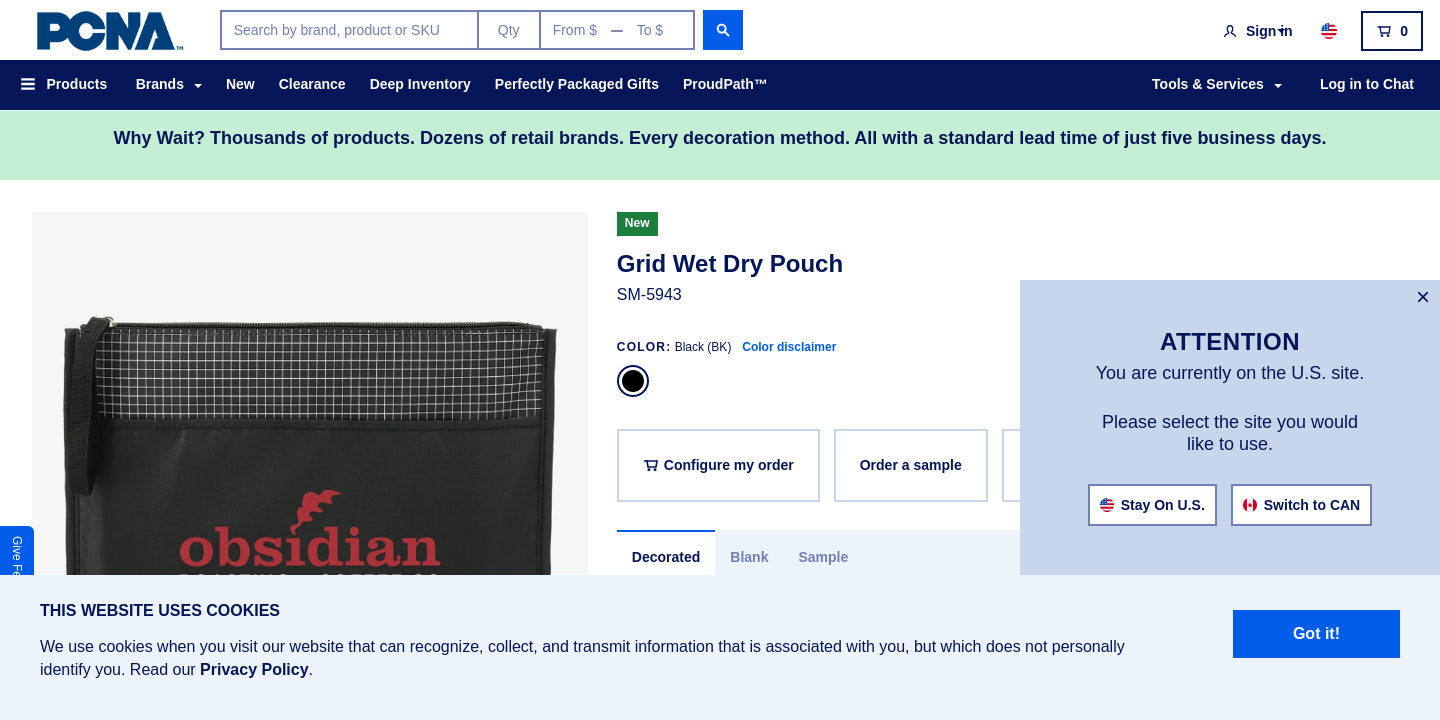 PCNA™
Search by brand, product or SKU
Qty
From $ — To $
Sign in
0
Products
Brands
New
Clearance
Deep Inventory
Perfectly Packaged Gifts
ProudPath™
Tools & Services
Log in to Chat
Why Wait? Thousands of products. Dozens of retail brands. Every decoration method. All with a standard lead time of just five business days.
New
Grid Wet Dry Pouch
SM-5943
COLOR: Black (BK) Color disclaimer
Configure my order
Order a sample
Decorated
Blank
Sample
obsidian
×
ATTENTION
You are currently on the U.S. site.
Please select the site you would
like to use.
Stay On U.S.
Switch to CAN
Give
THIS WEBSITE USES COOKIES
We use cookies when you visit our website that can recognize, collect, and transmit information that is associated with you, but which does not personally
identify you. Read our Privacy Policy.
Got it!